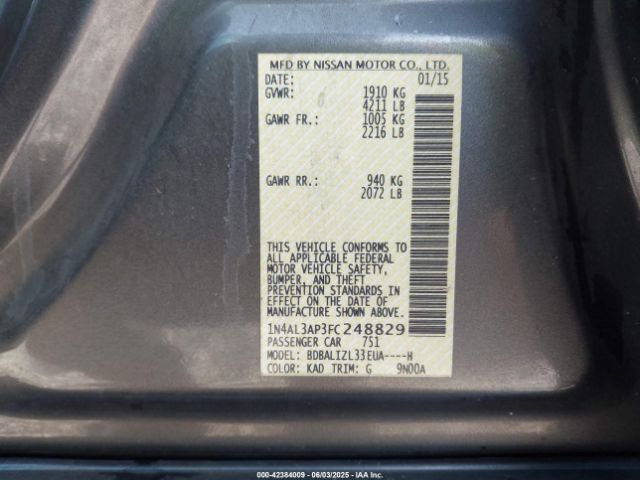 MFD BY NISSAN MOTOR CO., LTD.
DATE: 01/15
GVWR: 1910 KG
4211 LB
GAWR FR.: 1005 KG
2216 LB
GAWR RR.: 940 KG
2072 LB
THIS VEHICLE CONFORMS TO
ALL APPLICABLE FEDERAL
MOTOR VEHICLE SAFETY,
BUMPER, AND THEFT
PREVENTION STANDARDS IN
EFFECT ON THE DATE OF
MANUFACTURE SHOWN ABOVE.
1N4AL3AP3FC248829
PASSENGER CAR 751
MODEL: BDBALIZL33EUA----H
COLOR: KAD TRIM: G 9N00A
000-42384009 | 06/03/2025 | IAA